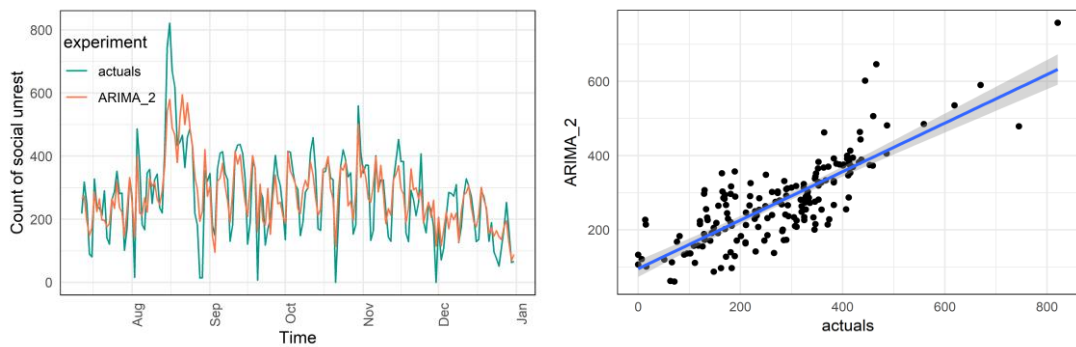 Count of social unrest
800
600
400
200
0
experiment
actuals
ARIMA_2
Aug
Sep
Oct
Nov
Dec
Jan
Time
ARIMA_2
600
400
200
0
200
400
600
800
actuals